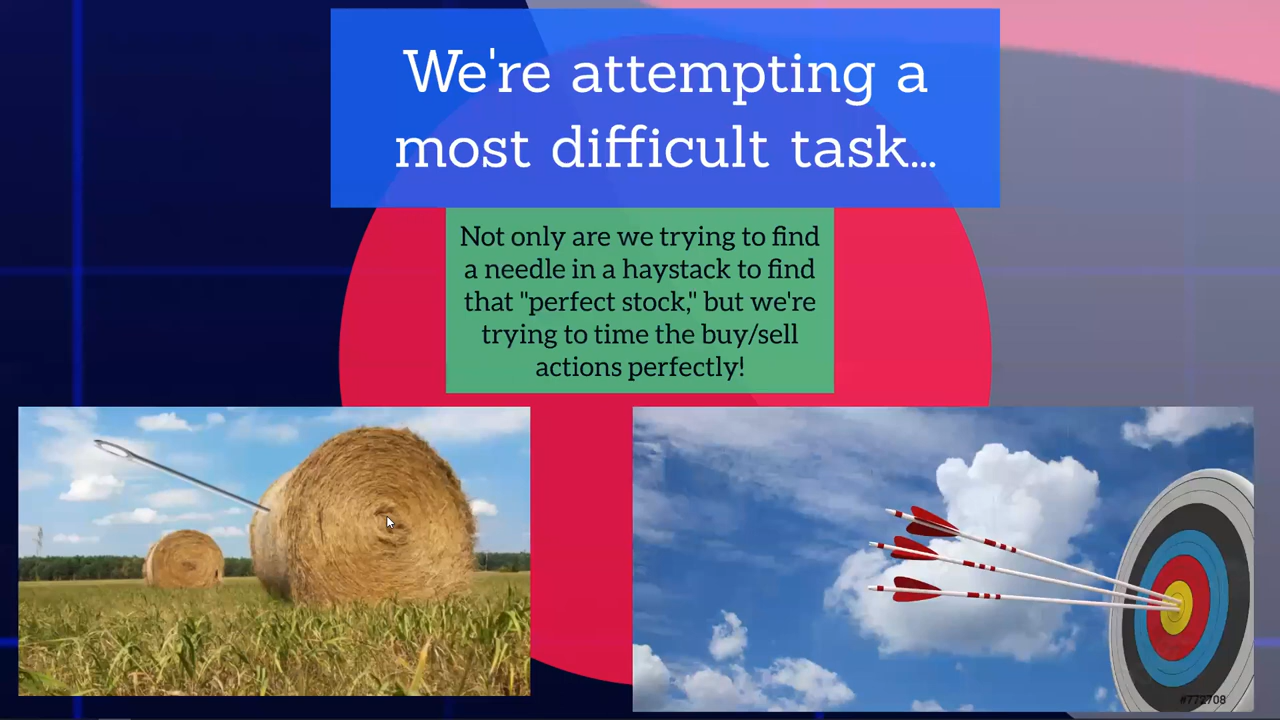 We're attempting a
most difficult task...
Not only are we trying to find
a needle in a haystack to find
that "perfect stock," but we're
trying to time the buy/sell
actions perfectly!
#772708